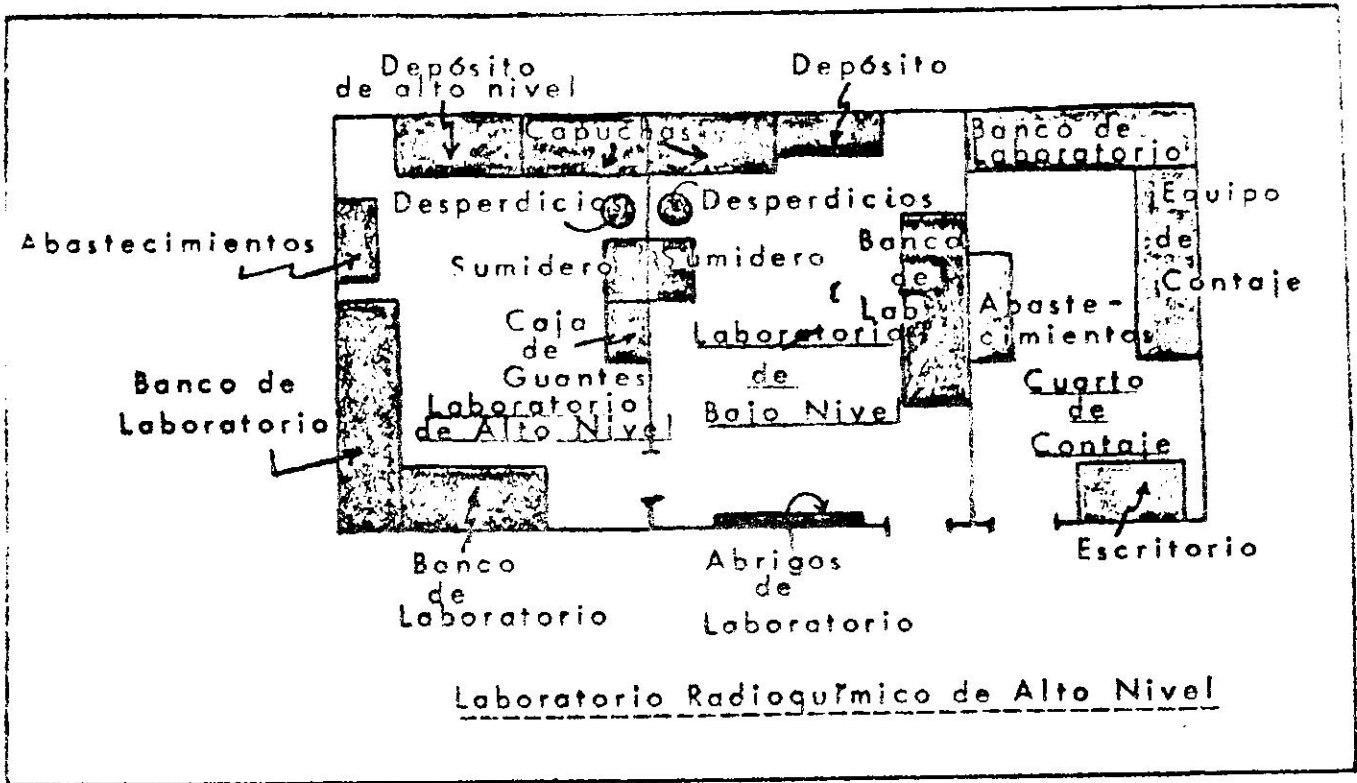 Depósito
de alto nivel
Depósito
Capuchas
Banco de
Laboratorio
Desperdicios
Desperdicios
Equipo
de
Contaje
Abastecimientos
Sumidero
Sumidero
Banco
de
Lab
Caja
de
Guantes
Laboratorio
de
Bajo Nivel
Abaste-
cimientos
Banco de
Laboratorio
Laboratorio
de Alto Nivel
Cuarto
de
Contaje
Banco
de
Laboratorio
Abrigos
de
Laboratorio
Escritorio
Laboratorio Radioquímico de Alto Nivel